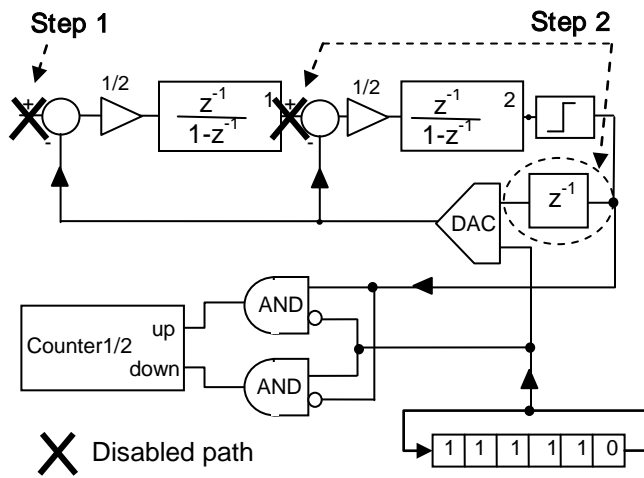 Step 1
Step 2
1/2
1/2
+
-
z-1
1-z-1
1
+
-
z-1
1-z-1
2
z-1
DAC
AND
AND
up
Counter1/2
down
1 1 1 1 1 0
Disabled path